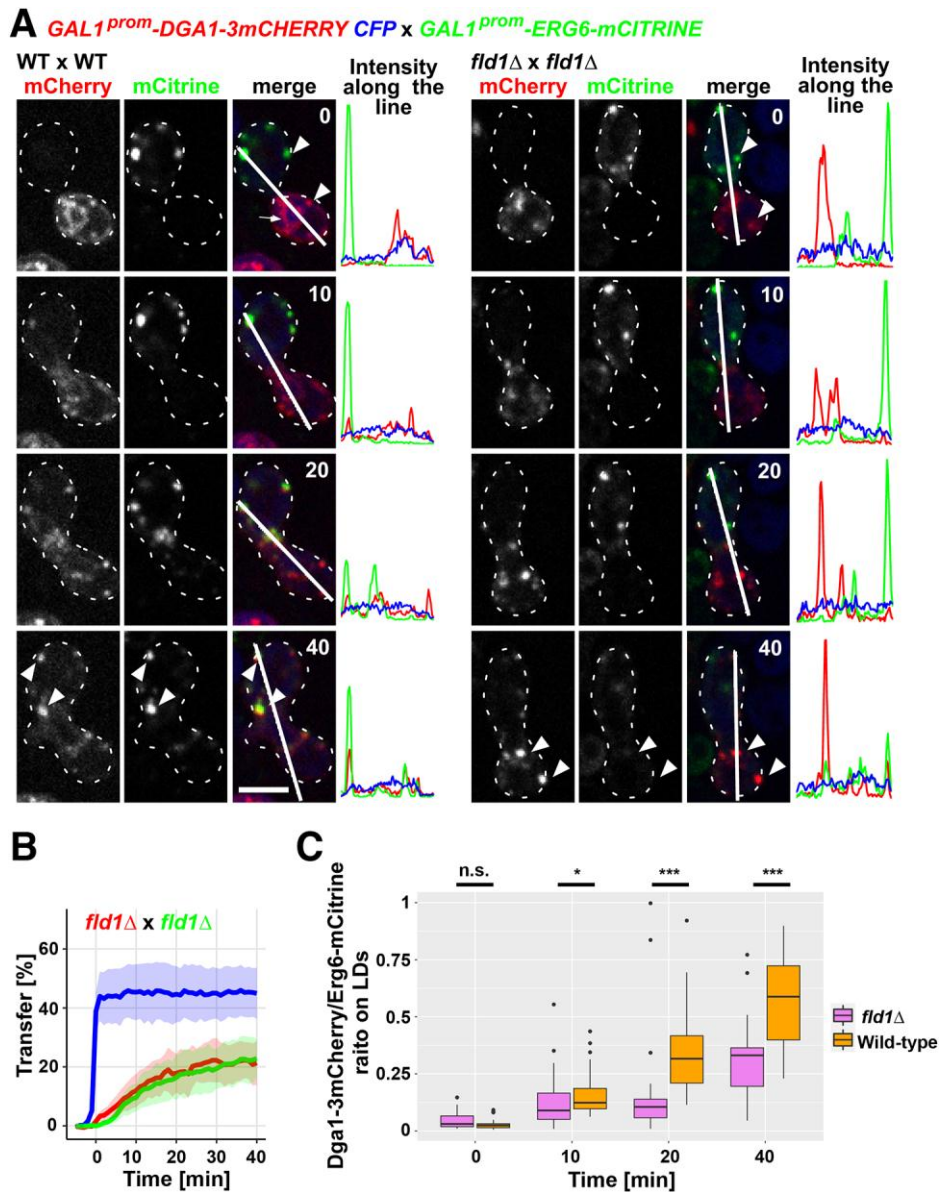 A GAL1prom-DGA1-3mCHERRY CFP x GAL1prom-ERG6-mCITRINE
WT x WT
mCherry mCitrine merge Intensity along the line
fld1Δ x fld1Δ
mCherry mCitrine merge Intensity along the line
0 0
10 10
20 20
40 40
B
fld1Δ x fld1Δ
Transfer [%]
60
40
20
0
0 10 20 30 40
Time [min]
C
n.s. * *** ***
Dga1-3mCherry/Erg6-mCitrine
raito on LDs
1
0.75
0.5
0.25
0
0 10 20 40
Time [min]
fld1Δ
Wild-type